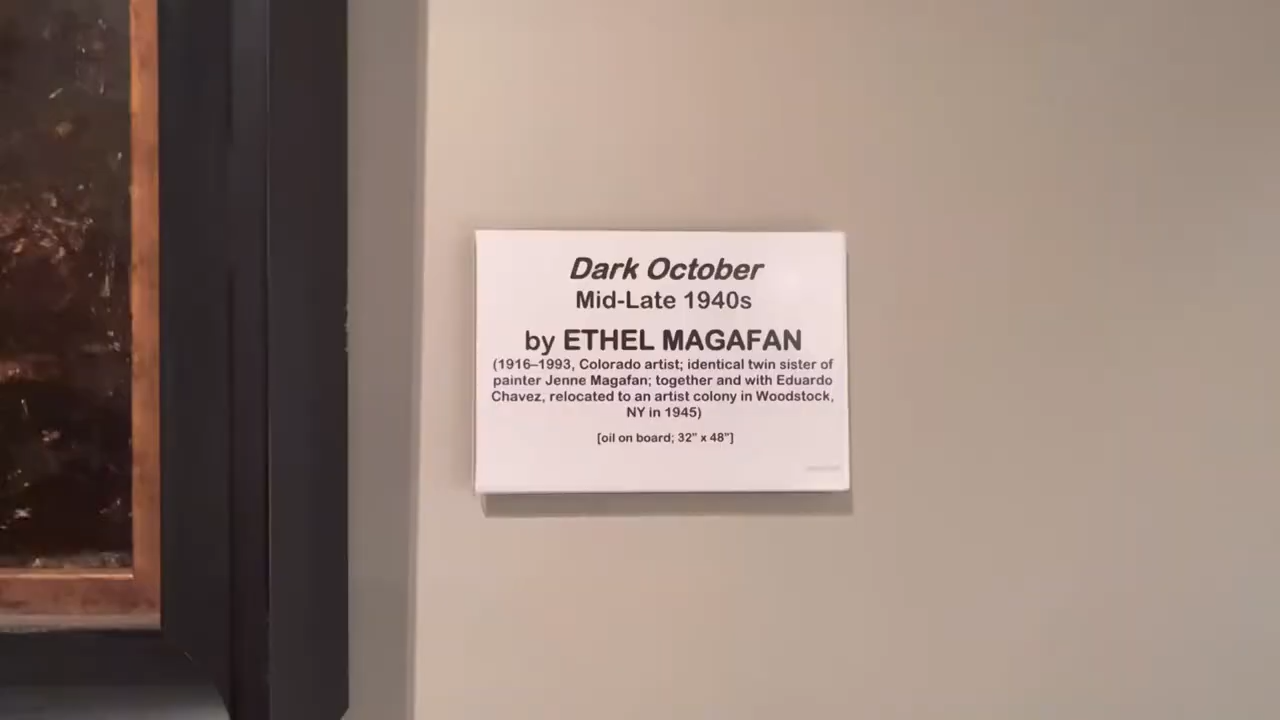 Dark October
Mid-Late 1940s
by ETHEL MAGAFAN
(1916–1993, Colorado artist; identical twin sister of
painter Jenne Magafan; together and with Eduardo
Chavez, relocated to an artist colony in Woodstock,
NY in 1945)
[oil on board; 32" x 48"]